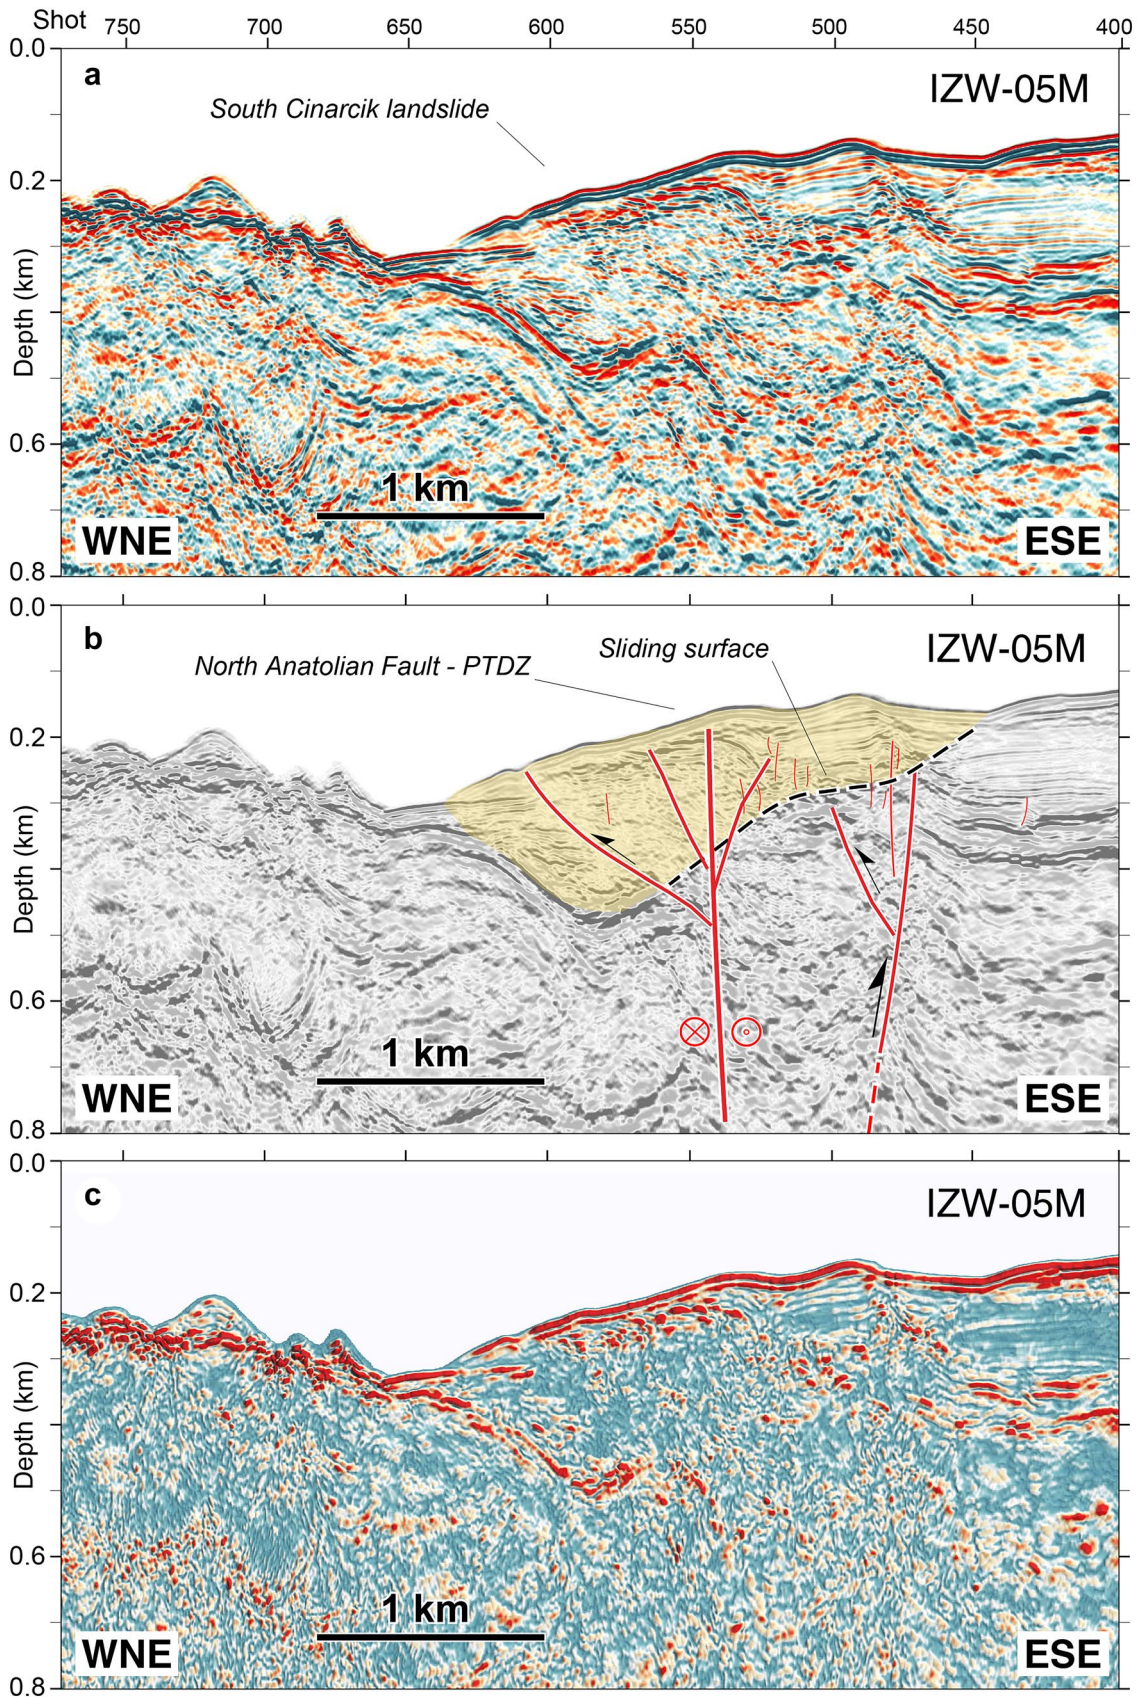 Shot 750 700 650 600 550 500 450 400
0.0
a
IZW-05M
South Cinarcik landslide
0.2
Depth (km)
0.6
1 km
WNE
ESE
0.8
0.0
b
IZW-05M
Sliding surface
North Anatolian Fault - PTDZ
0.2
Depth (km)
0.6
1 km
WNE
ESE
0.8
0.0
c
IZW-05M
0.2
Depth (km)
0.6
1 km
WNE
ESE
0.8